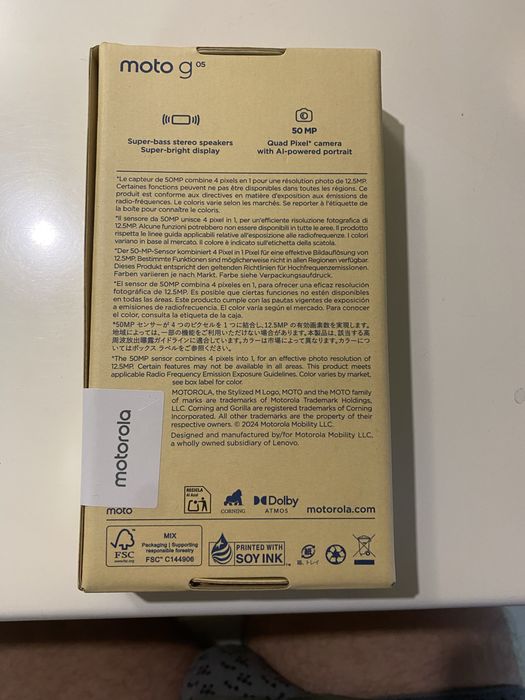 moto g 05
50 MP
Super-bass stereo speakers
Super-bright display
Quad Pixel* camera
with AI-powered portrait
*Le capteur de 50MP combine 4 pixels en 1 pour une résolution photo de 12.5MP.
Certaines fonctions peuvent ne pas être disponibles dans toutes les régions. Ce
produit est conforme aux directives en matière d'exposition aux émissions de
radio-fréquences. Le coloris varie selon les marchés. Se reporter à l'étiquette de
la boîte pour connaître le coloris.
*Il sensore da 50MP unisce 4 pixel in 1, per un'efficiente risoluzione fotografica di
12.5MP. Alcune funzioni potrebbero non essere disponibili in tutte le aree. Il prodotto
rispetta le linee guida applicabili relative all'esposizione alle radiofrequenze. I colori
variano in base al mercato. Il colore è indicato sull'etichetta della scatola.
*Der 50-MP-Sensor kombiniert 4 Pixel in 1 Pixel für eine effektive Bildauflösung von
12.5MP. Bestimmte Funktionen sind möglicherweise nicht in allen Regionen verfügbar.
Dieses Produkt entspricht den geltenden Richtlinien für Hochfrequenzemissionen.
Farben variieren je nach Markt. Farbe siehe Verpackungsaufdruck.
*El sensor de 50MP combina 4 píxeles en 1, para ofrecer una eficaz resolución
fotográfica de 12.5MP. Es posible que ciertas funciones no estén disponibles
en todas las áreas. Este producto cumple con las pautas vigentes de exposición
a emisiones de radiofrecuencia. El color varía según el mercado. Para conocer
el color, consulta la etiqueta de la caja.
*50MP センサーが 4 つのピクセルを 1 つに結合し、12.5MP の有効画素数を実現します。
地域によっては、一部の機能をご利用いただけない場合があります。本製品は、該当する高
周波放出曝露ガイドラインに適合しています。カラーは市場によって異なります。カラーにつ
いてはボックス ラベルをご参照ください。
*The 50MP sensor combines 4 pixels into 1, for an effective photo resolution of
12.5MP. Certain features may not be available in all areas. This product meets
applicable Radio Frequency Emission Exposure Guidelines. Color varies by market,
see box label for color.
MOTOROLA, the Stylized M Logo, MOTO and the MOTO family
of marks are trademarks of Motorola Trademark Holdings,
LLC. Corning and Gorilla are registered trademarks of Corning
Incorporated. All other trademarks are the property of their
respective owners. © 2024 Motorola Mobility LLC.
Designed and manufactured by/for Motorola Mobility LLC,
a wholly owned subsidiary of Lenovo.
motorola
moto
RECICLA
CORNING
Dolby
ATMOS
motorola.com
FSC
www.fsc.org
MIX
Packaging | Supporting
responsible forestry
FSC™ C144906
PRINTED WITH
SOY INK
箱, トレイ